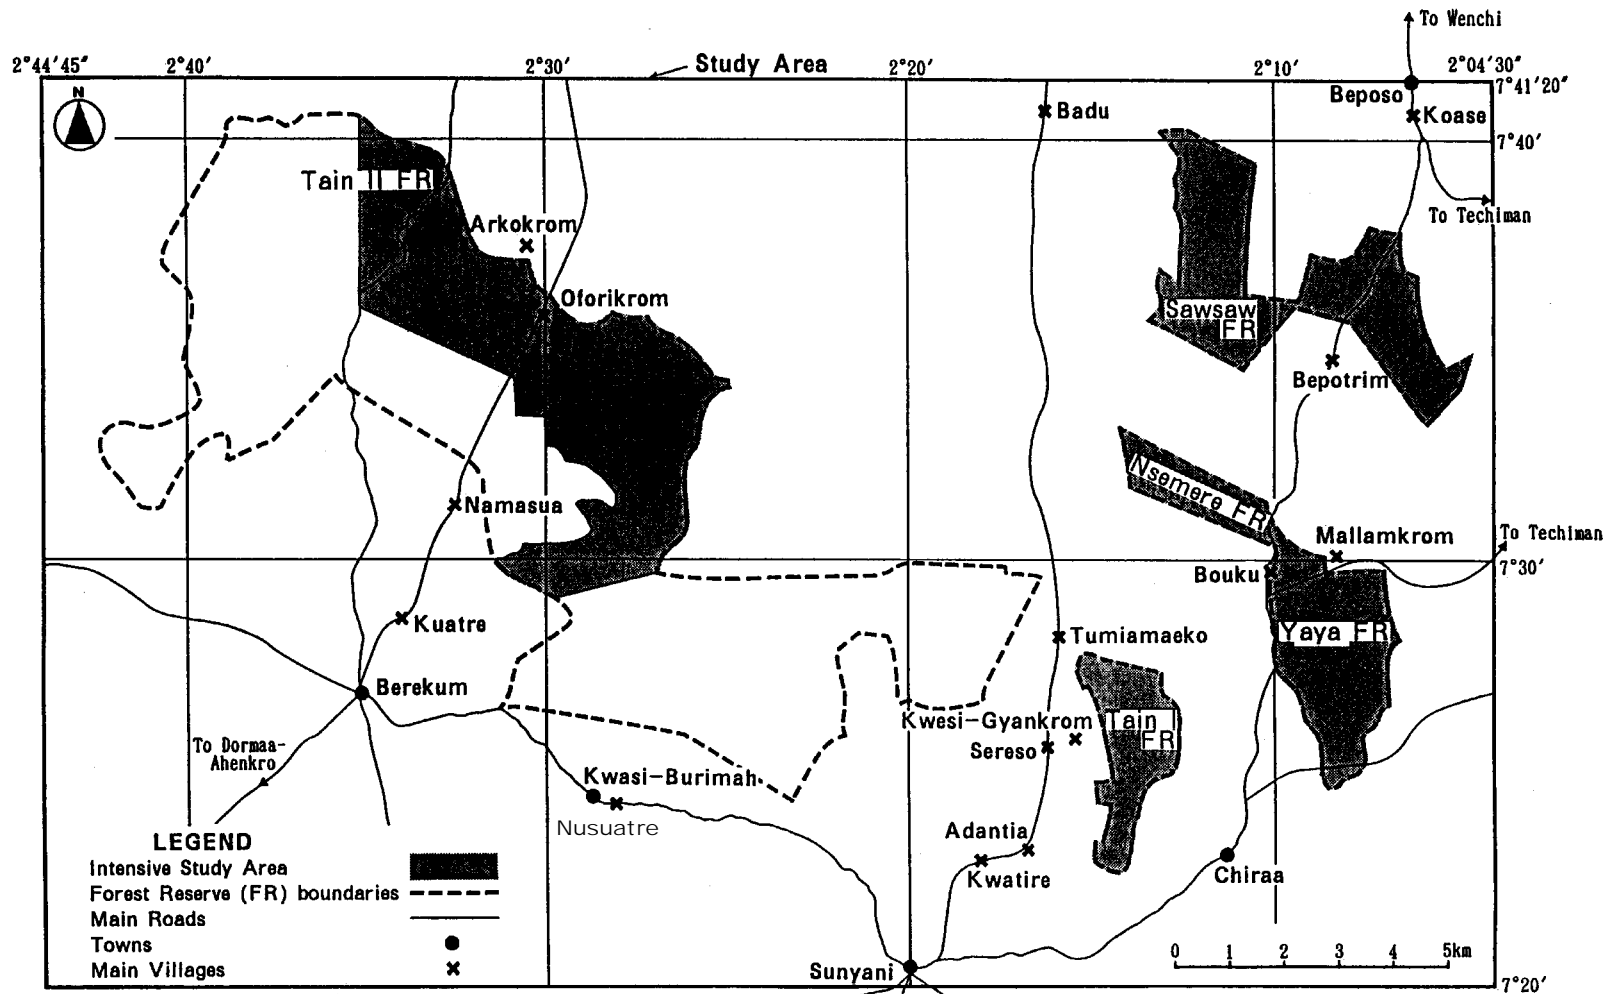 To Wenchi
2°44'45"
2°40'
2°30'
Study Area
2°20'
2°10'
2°04'30"
7°41'20"
Beposo
Koase
Badu
N
7°40'
Tain II FR
To Techiman
Arkokrom
Oforikrom
Sawsaw
FR
Bepotrim
Nsemere FR
Namasua
Mallamkrom
To Techiman
Bouku
7°30'
Kuatre
Tumiamaeko
Yaya FR
Berekum
Kwesi-Gyankrom
Tain I
FR
Sereso
To Dormaa-
Ahenkro
Kwasi-Burimah
Nusuatre
Adantia
Kwatire
Chiraa
LEGEND
Intensive Study Area
Forest Reserve (FR) boundaries
Main Roads
Towns
Main Villages
Sunyani
0 1 2 3 4 5km
7°20'